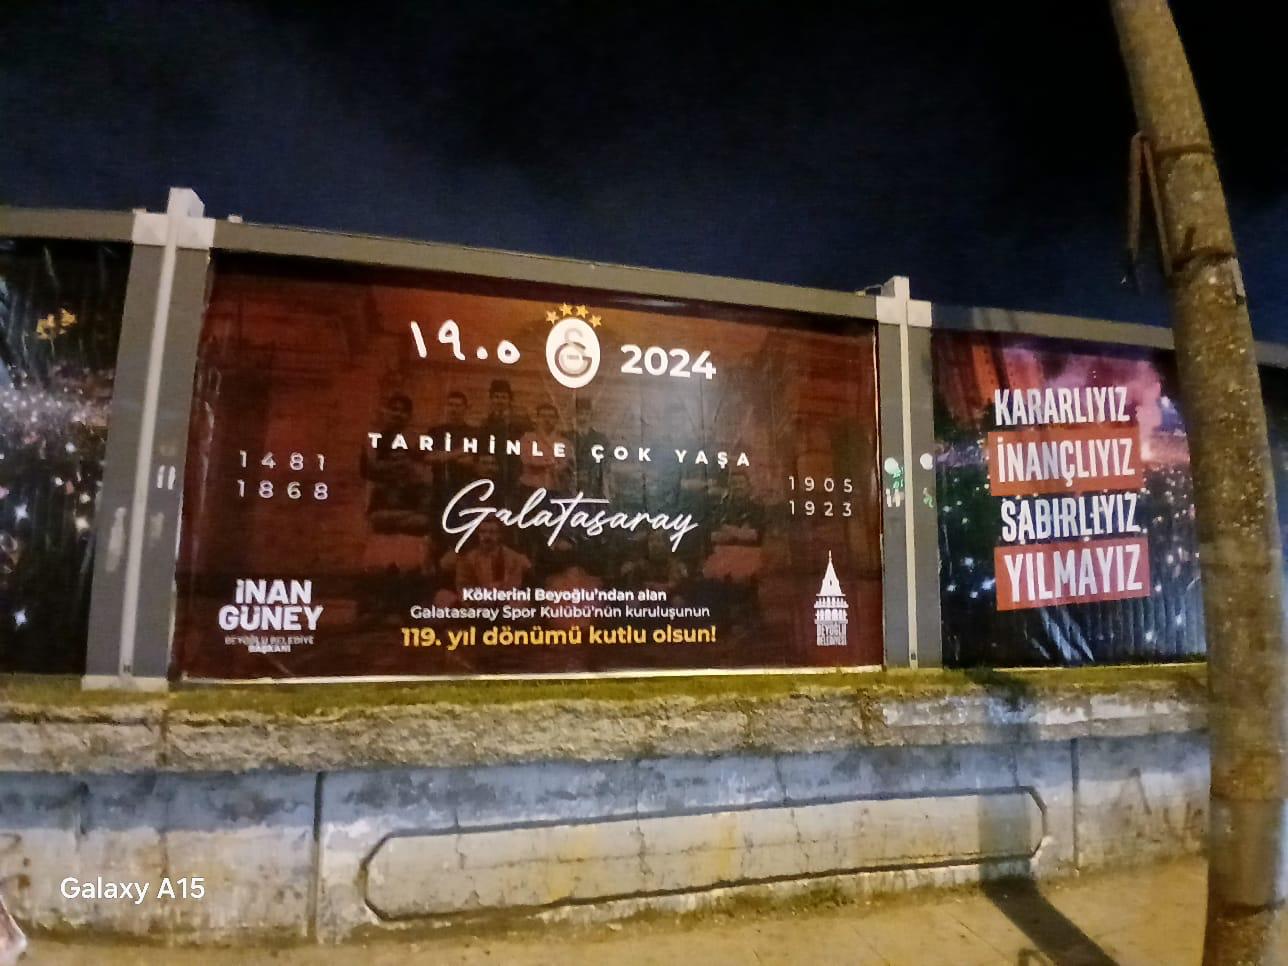 ١٩٠٥ 2024
TARİHİNLE ÇOK YAŞA
1481
1868
Galatasaray
1905
1923
İNAN
GÜNEY
BEYOĞLU BELEDİYE
BAŞKANI
Köklerini Beyoğlu'ndan alan
Galatasaray Spor Kulübü'nün kuruluşunun
119. yıl dönümü kutlu olsun!
BEYOĞLU
BELEDİYESİ
KARARLIYIZ
İNANÇLIYIZ
SABIRLIYIZ
YILMAYIZ
Galaxy A15